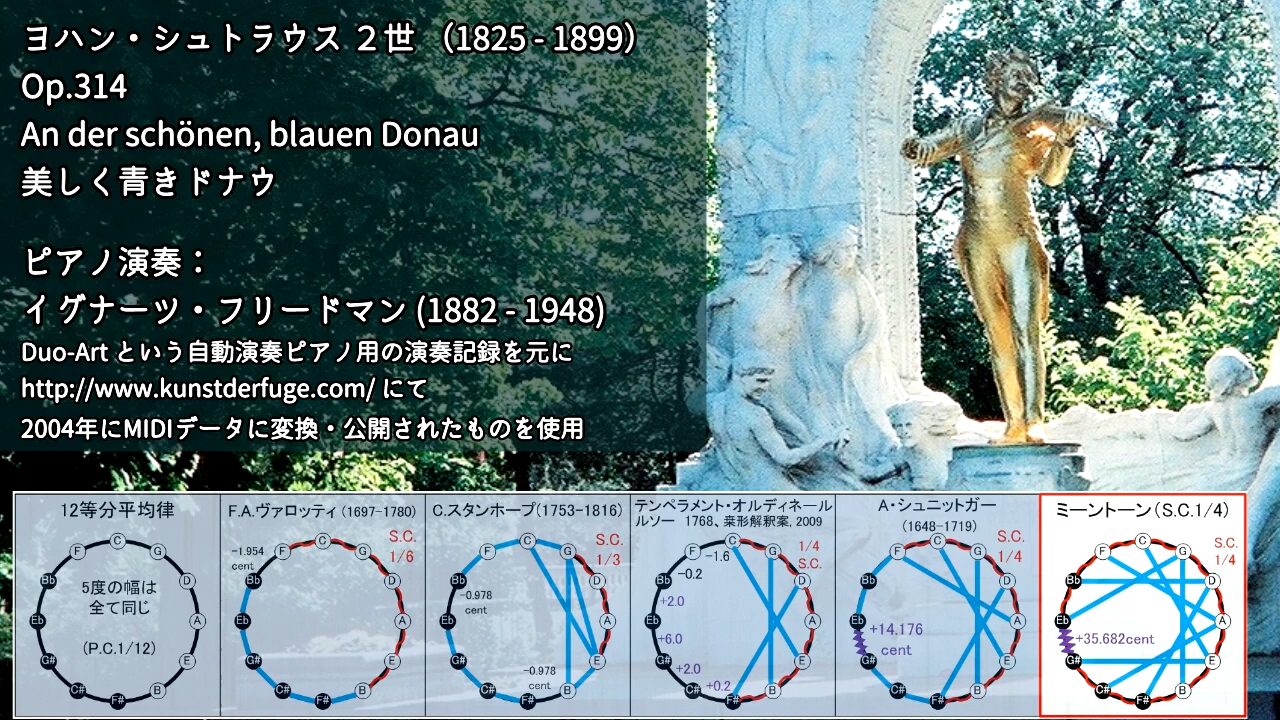 ヨハン・シュトラウス 2世 (1825 - 1899)
Op.314
An der schönen, blauen Donau
美しく青きドナウ
ピアノ演奏：
イグナーツ・フリードマン (1882 - 1948)
Duo-Art という自動演奏ピアノ用の演奏記録を元に
http://www.kunstderfuge.com/ にて
2004年にMIDIデータに変換・公開されたものを使用
12等分平均律
C
G
D
A
E
B
F#
C#
G#
Eb
Bb
F
5度の幅は
全て同じ
(P.C.1/12)
F.A.ヴァロッティ (1697-1780)
S.C.
1/6
-1.954
cent
C
G
D
A
E
B
F#
C#
G#
Eb
Bb
F
C.スタンホープ(1753-1816)
S.C.
1/3
-0.978
cent
-0.978
cent
C
G
D
A
E
B
F#
C#
G#
Eb
Bb
F
テンペラメント・オルディネール
ルソー 1768、桒形解釈案, 2009
1/4
S.C.
-1.6
-0.2
+2.0
+6.0
+2.0
+0.2
C
G
D
A
E
B
F#
C#
G#
Eb
Bb
F
A・シュニットガー
(1648-1719)
S.C.
1/4
+14.176
cent
C
G
D
A
E
B
F#
C#
G#
Eb
Bb
F
ミーントーン(S.C.1/4)
S.C.
1/4
+35.682cent
C
G
D
A
E
B
F#
C#
G#
Eb
Bb
F